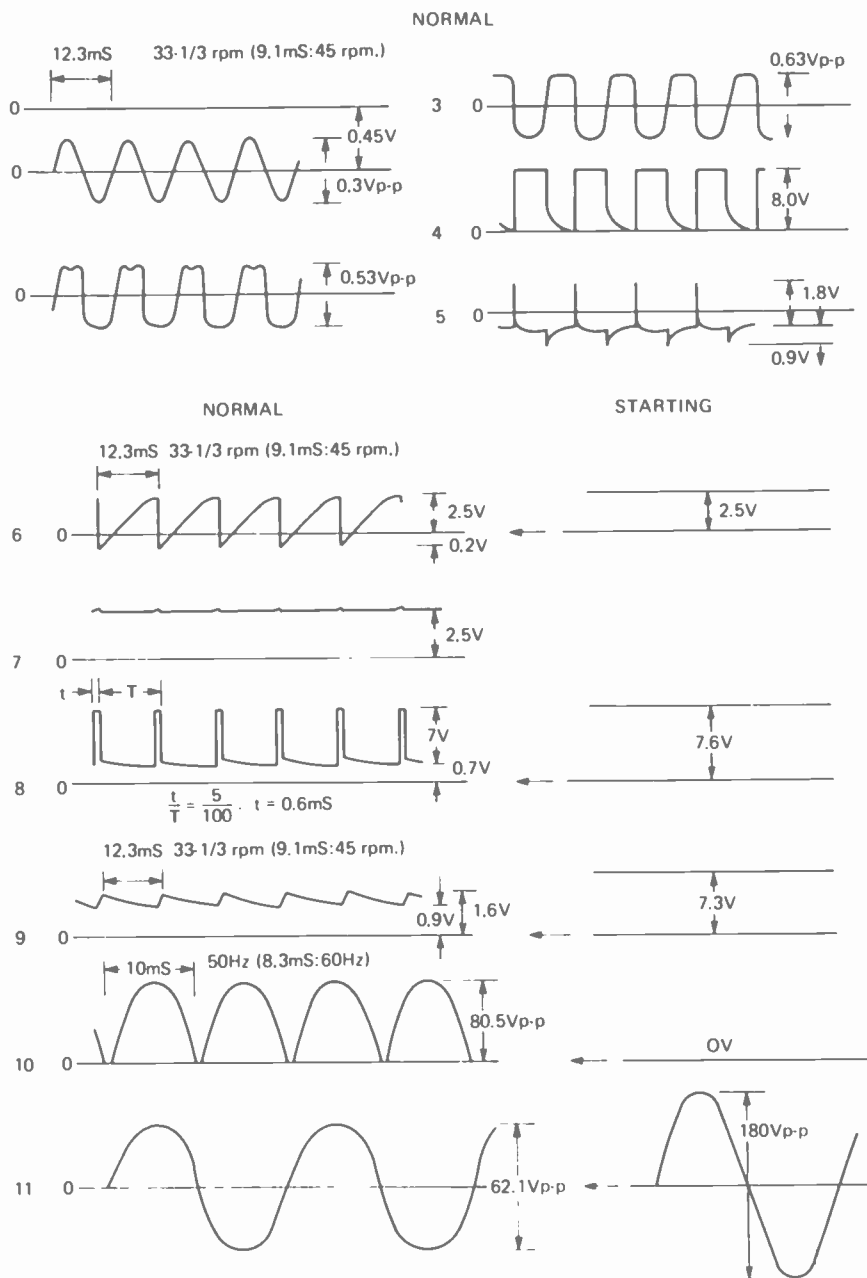 NORMAL
12.3mS 33-1/3 rpm (9.1mS:45 rpm.)
0
0.45V
0
0.3Vp-p
0
0.53Vp-p
3 0
0.63Vp-p
4 0
8.0V
5 0
1.8V
0.9V
NORMAL
STARTING
12.3mS 33-1/3 rpm (9.1mS:45 rpm.)
6 0
2.5V
0.2V
2.5V
7 0
2.5V
t T
8 0
7V
0.7V
7.6V
t/T = 5/100 . t = 0.6mS
12.3mS 33-1/3 rpm (9.1mS:45 rpm.)
9 0
0.9V
1.6V
7.3V
10mS 50Hz (8.3mS:60Hz)
10 0
80.5Vp-p
0V
11 0
62.1Vp-p
180Vp-p